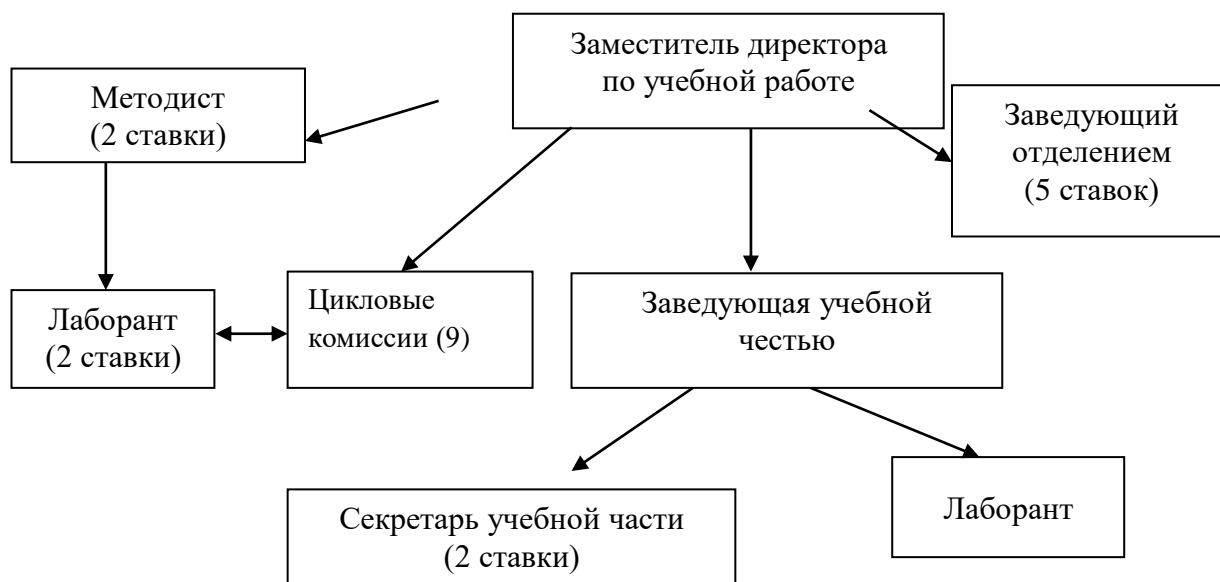 Заместитель директора
по учебной работе
Методист
(2 ставки)
Заведующий
отделением
(5 ставок)
Лаборант
(2 ставки)
Цикловые
комиссии (9)
Заведующая учебной
честью
Секретарь учебной части
(2 ставки)
Лаборант